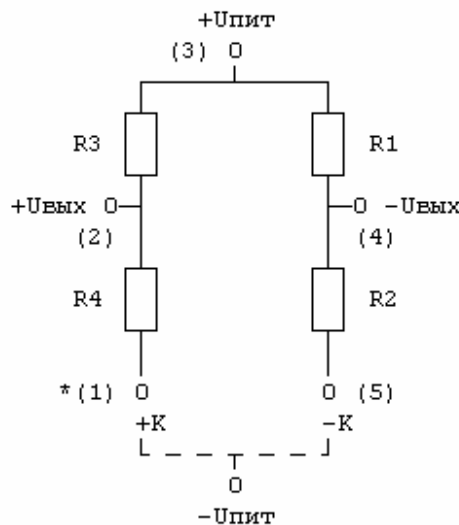 +Uпит
(3) O
R3 R1
+Uвых O O -Uвых
(2) (4)
R4 R2
*(1) O O (5)
+K -K
O
-Uпит